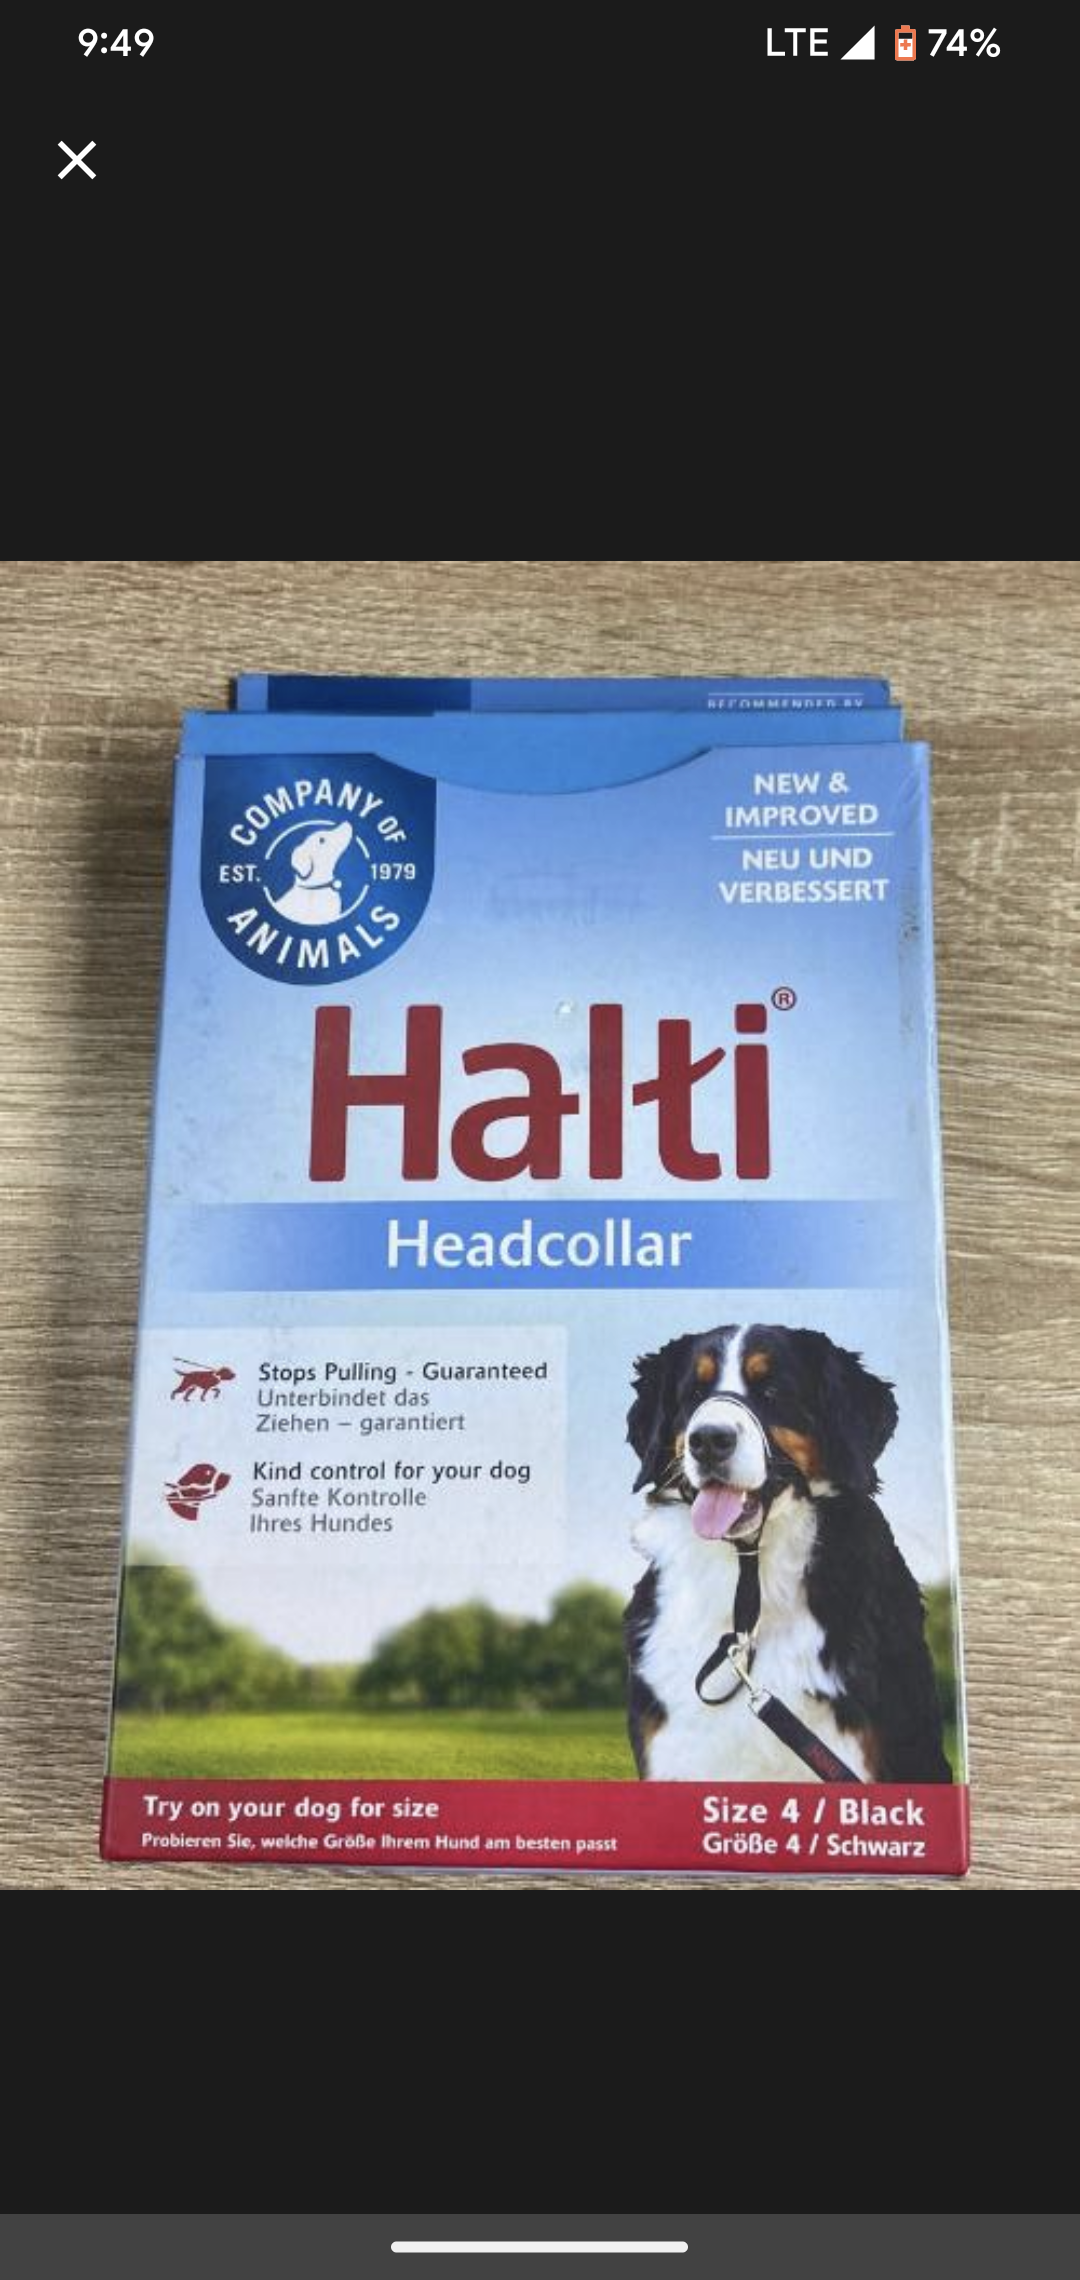 9:49
LTE 74%
RECOMMENDED BY
COMPANY OF
EST. 1979
ANIMALS
NEW &
IMPROVED
NEU UND
VERBESSERT
Halti®
Headcollar
Stops Pulling - Guaranteed
Unterbindet das
Ziehen – garantiert
Kind control for your dog
Sanfte Kontrolle
Ihres Hundes
Try on your dog for size
Probieren Sie, welche Größe Ihrem Hund am besten passt
Size 4 / Black
Größe 4 / Schwarz